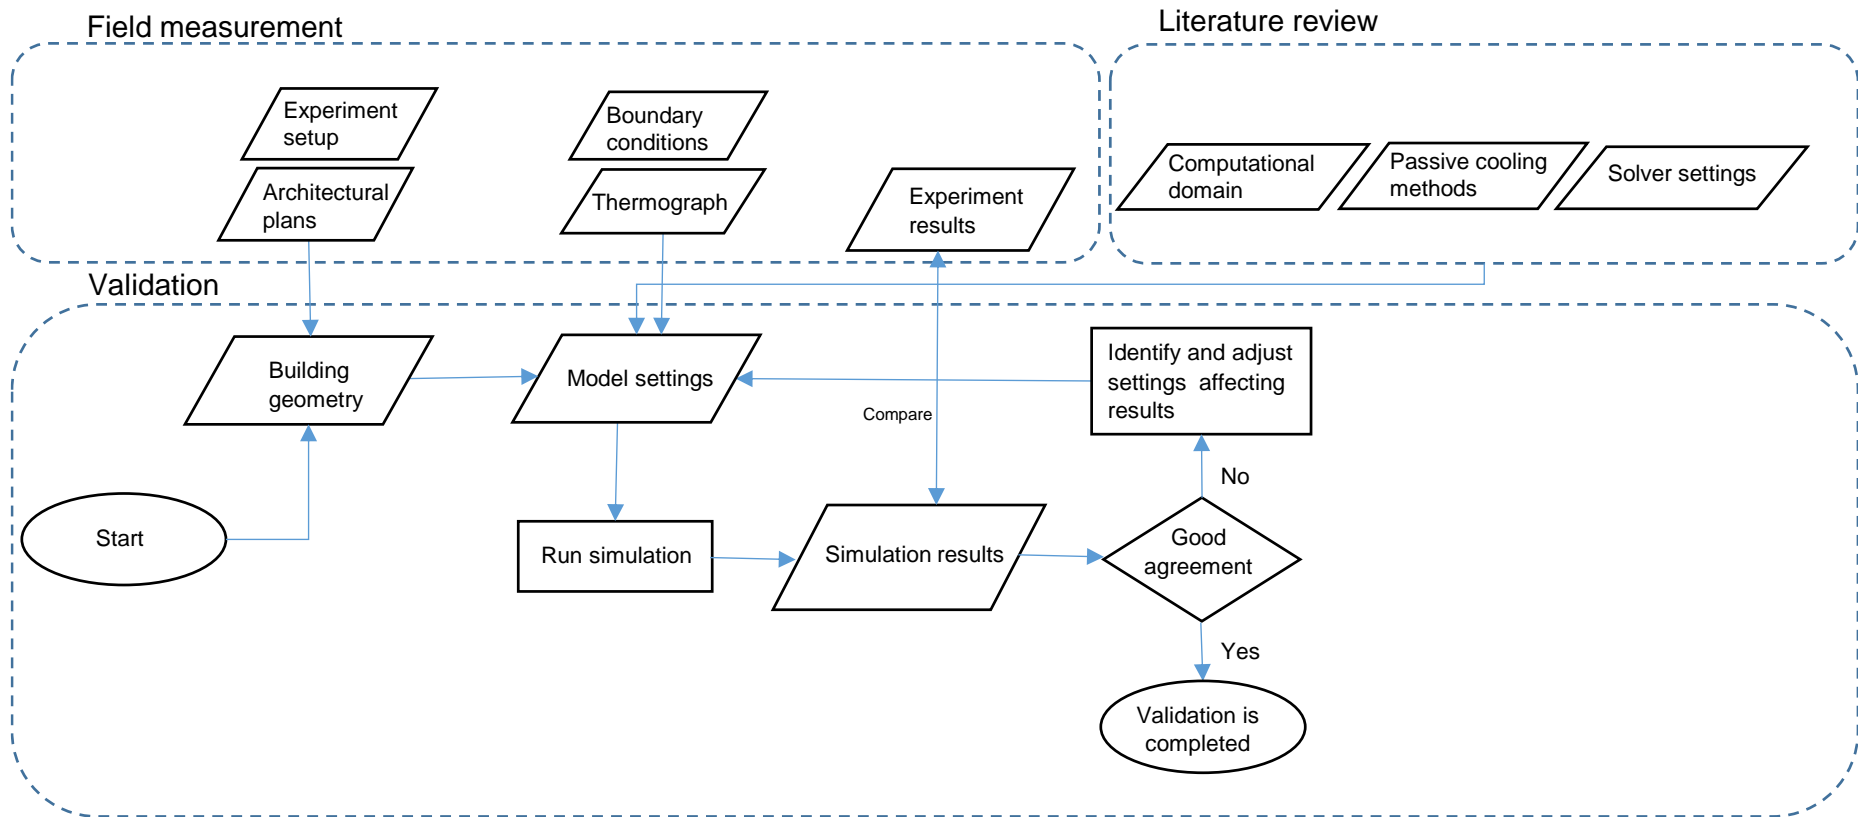 Field measurement
Literature review
Experiment
setup
Boundary
conditions
Architectural
plans
Thermograph
Experiment
results
Computational
domain
Passive cooling
methods
Solver settings
Validation
Building
geometry
Model settings
Compare
Identify and adjust
settings affecting
results
No
Start
Run simulation
Simulation results
Good
agreement
Yes
Validation is
completed